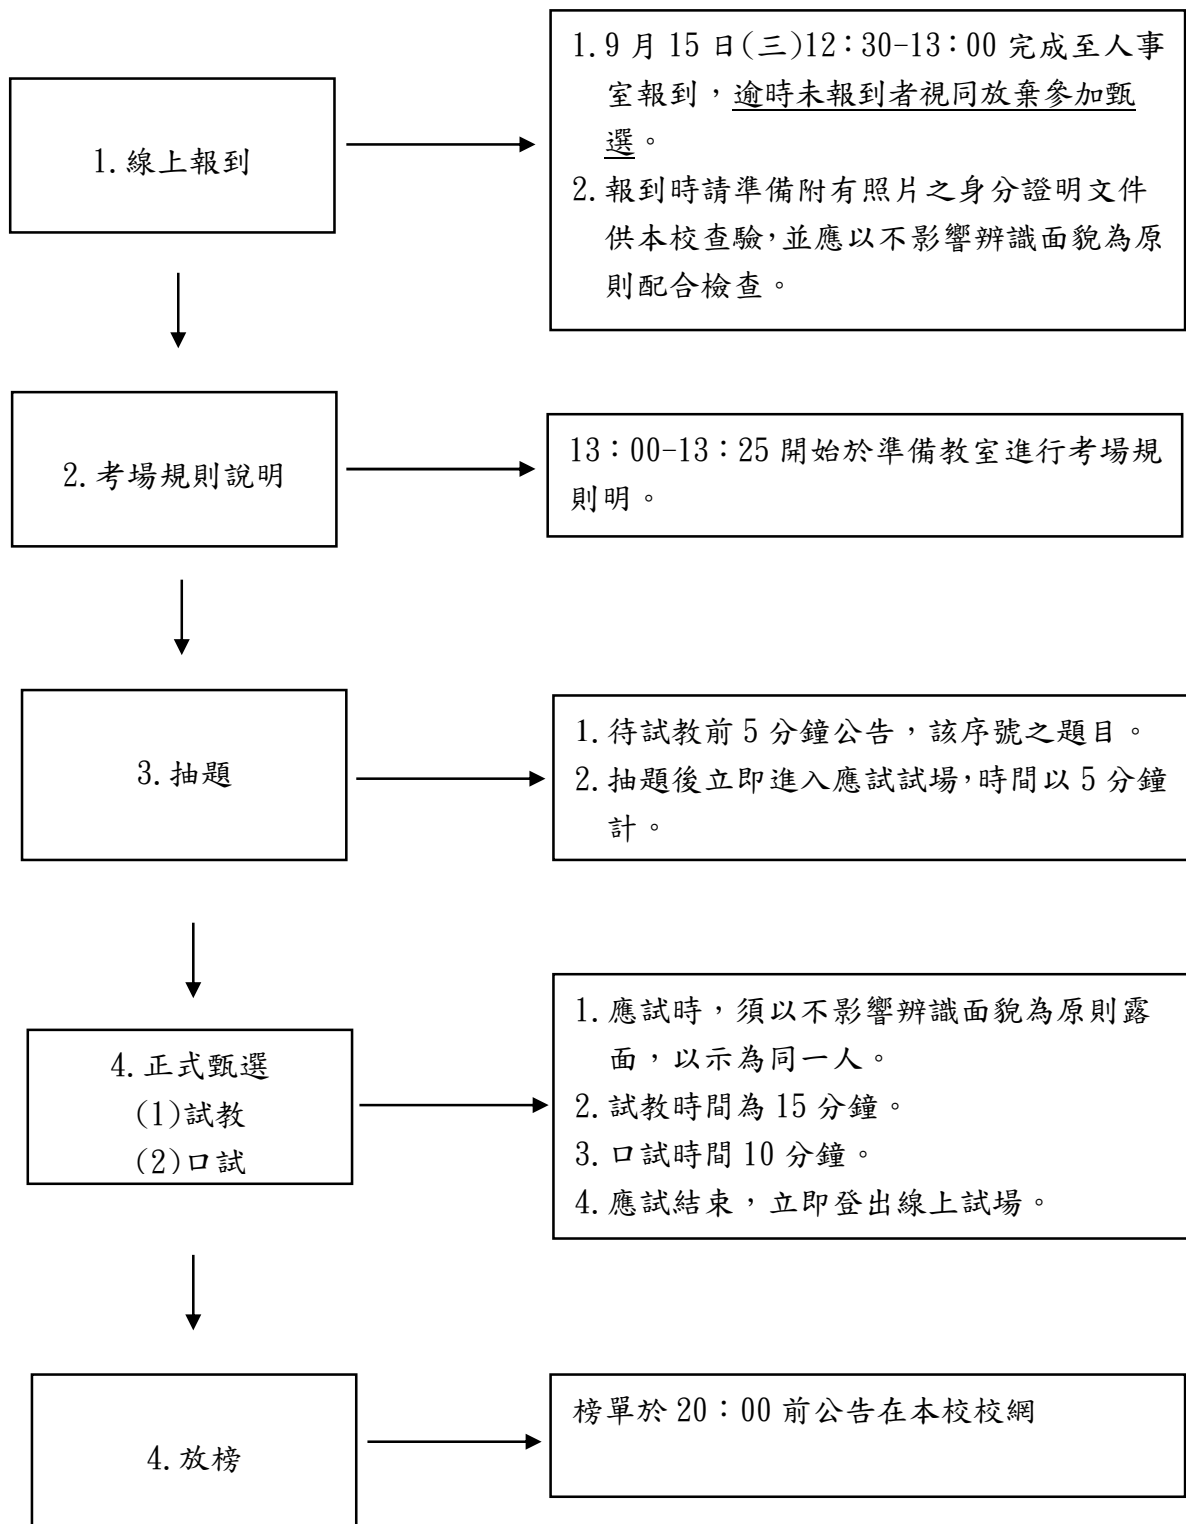 1.線上報到
1.9月15日(三)12：30-13：00完成至人事
室報到，逾時未報到者視同放棄參加甄
選。
2.報到時請準備附有照片之身分證明文件
供本校查驗,並應以不影響辨識面貌為原
則配合檢查。
2.考場規則說明
13：00-13：25開始於準備教室進行考場規
則明。
3.抽題
1.待試教前5分鐘公告，該序號之題目。
2.抽題後立即進入應試試場,時間以5分鐘
計。
4.正式甄選
(1)試教
(2)口試
1.應試時，須以不影響辨識面貌為原則露
面，以示為同一人。
2.試教時間為15分鐘。
3.口試時間10分鐘。
4.應試結束，立即登出線上試場。
4.放榜
榜單於20：00前公告在本校校網